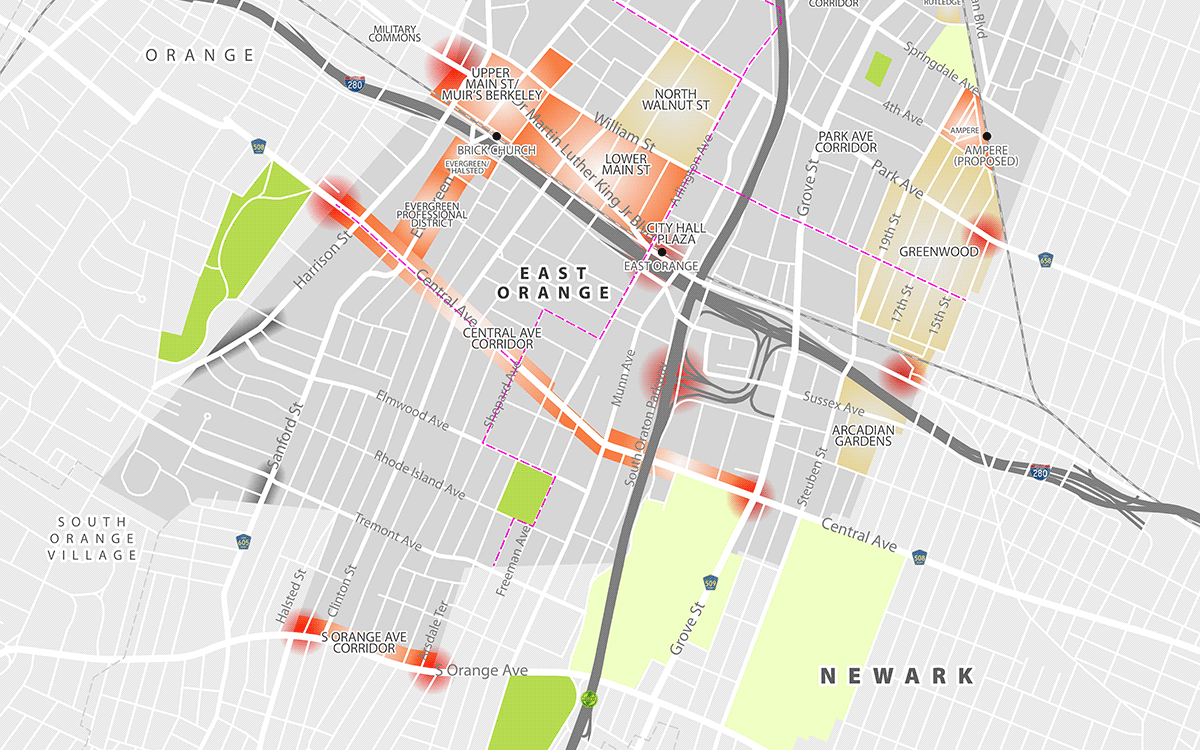 CORRIDOR
RUTLEDGE
MILITARY
COMMONS
ORANGE
Springdale Ave
280
UPPER
MAIN ST/
MUIR'S BERKELEY
NORTH
WALNUT ST
4th Ave
William St
Dr Martin Luther King Jr Blvd
Arlington Ave
PARK AVE
CORRIDOR
AMPERE
AMPERE
(PROPOSED)
508
BRICK CHURCH
EVERGREEN/
HALSTED
LOWER
MAIN ST
Park Ave
Grove St
EVERGREEN
PROFESSIONAL
DISTRICT
Harrison St
CITY HALL
PLAZA
EAST ORANGE
19th St
GREENWOOD
658
EAST
ORANGE
Central Ave
17th St
15th St
CENTRAL AVE
CORRIDOR
Munn Ave
Shepard Ave
South Oraton Parkway
Elmwood Ave
Sussex Ave
ARCADIAN
GARDENS
Sanford St
Rhode Island Ave
Steuben St
280
SOUTH
ORANGE
VILLAGE
605
Tremont Ave
Central Ave
508
Freeman Ave
Halsted St
Clinton St
509
Grove St
S ORANGE AVE
CORRIDOR
Arsdale Ter
S Orange Ave
NEWARK